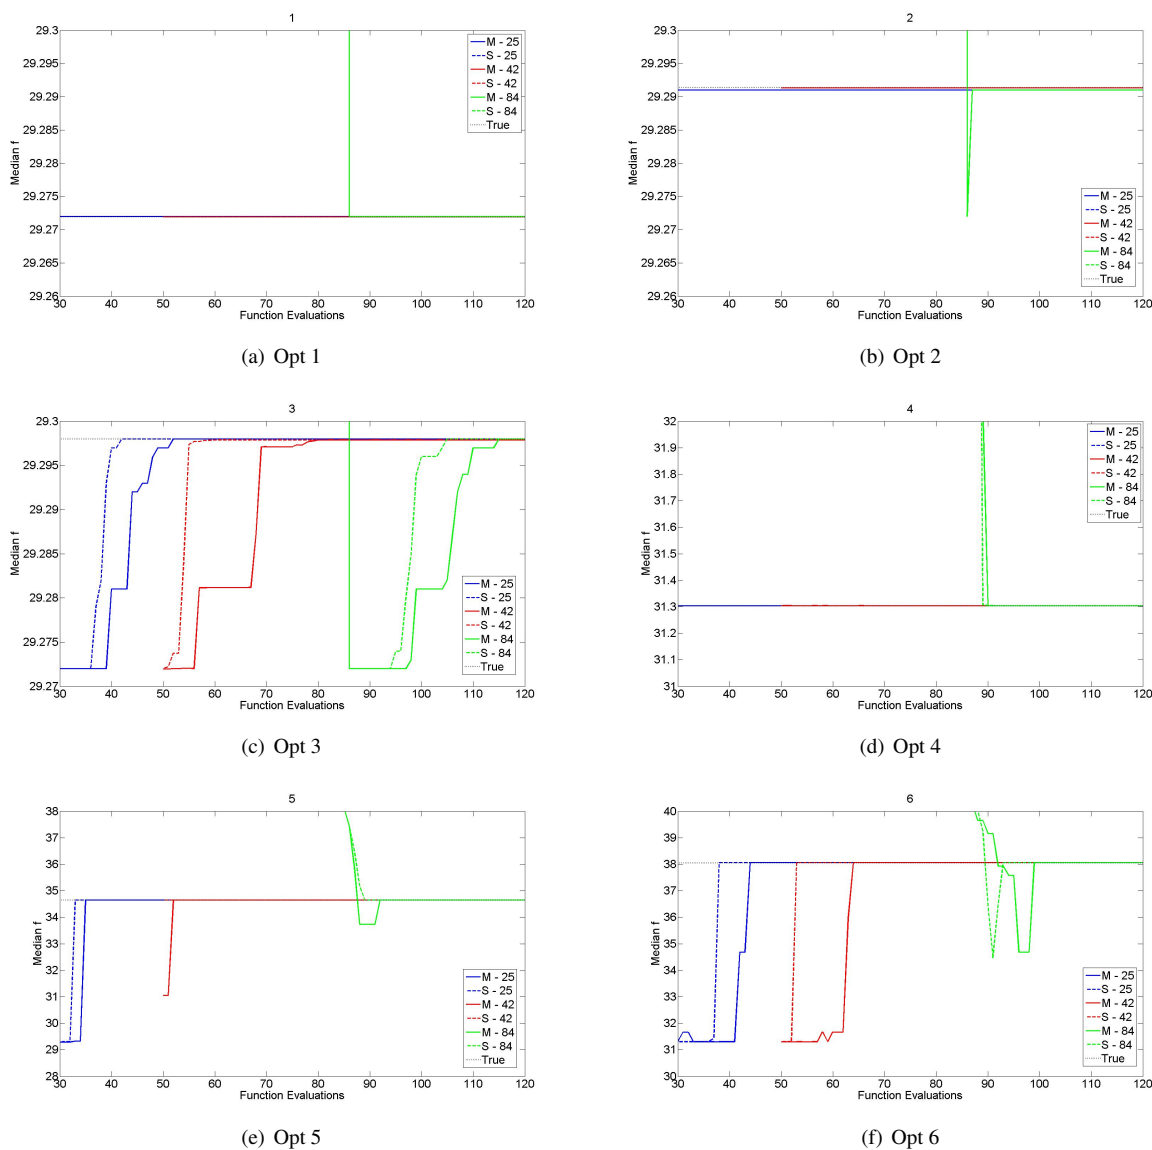 1
29.3
29.295
29.29
29.285
29.28
29.275
29.27
29.265
29.26
Median f
30 40 50 60 70 80 90 100 110 120
Function Evaluations
M - 25
S - 25
M - 42
S - 42
M - 84
S - 84
True
(a) Opt 1
2
29.3
29.295
29.29
29.285
29.28
29.275
29.27
29.265
29.26
Median f
30 40 50 60 70 80 90 100 110 120
Function Evaluations
M - 25
S - 25
M - 42
S - 42
M - 84
S - 84
True
(b) Opt 2
3
29.3
29.295
29.29
29.285
29.28
29.275
29.27
Median f
30 40 50 60 70 80 90 100 110 120
Function Evaluations
M - 25
S - 25
M - 42
S - 42
M - 84
S - 84
True
(c) Opt 3
4
32
31.9
31.8
31.7
31.6
31.5
31.4
31.3
31.2
31.1
31
Median f
30 40 50 60 70 80 90 100 110 120
Function Evaluations
M - 25
S - 25
M - 42
S - 42
M - 84
S - 84
True
(d) Opt 4
5
38
37
36
35
34
33
32
31
30
29
28
Median f
30 40 50 60 70 80 90 100 110 120
Function Evaluations
M - 25
S - 25
M - 42
S - 42
M - 84
S - 84
True
(e) Opt 5
6
40
39
38
37
36
35
34
33
32
31
30
Median f
30 40 50 60 70 80 90 100 110 120
Function Evaluations
M - 25
S - 25
M - 42
S - 42
M - 84
S - 84
True
(f) Opt 6